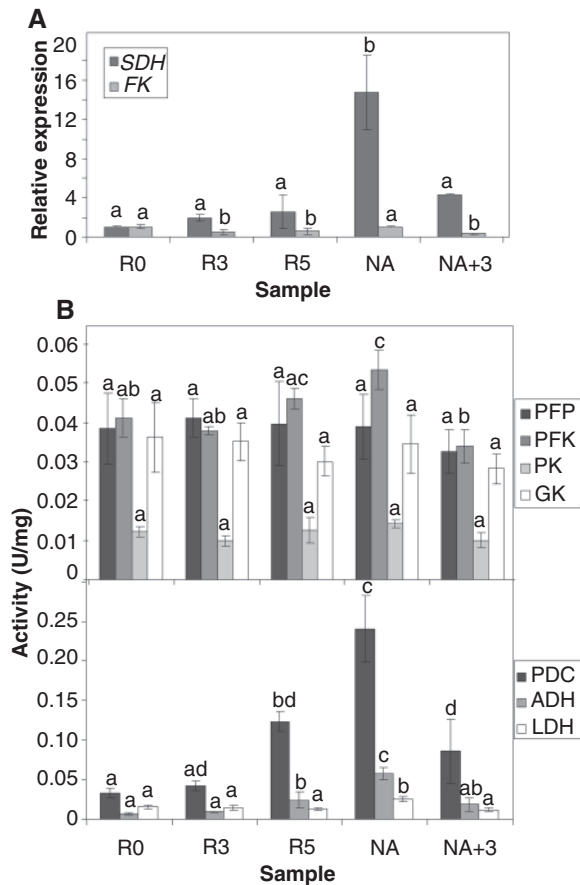 A
Relative expression
20
16
12
8
4
0
SDH
FK
a a
a b
a b
b a
a b
R0 R3 R5 NA NA+3
Sample
B
Activity (U/mg)
0.06
0.05
0.04
0.03
0.02
0.01
0
a ab a a
a ab a a
a ac a a
a c a a
a b a a
PFP
PFK
PK
GK
0.25
0.20
0.15
0.10
0.05
0
a a a
ad a a
bd b a
c c b
d ab a
PDC
ADH
LDH
R0 R3 R5 NA NA+3
Sample